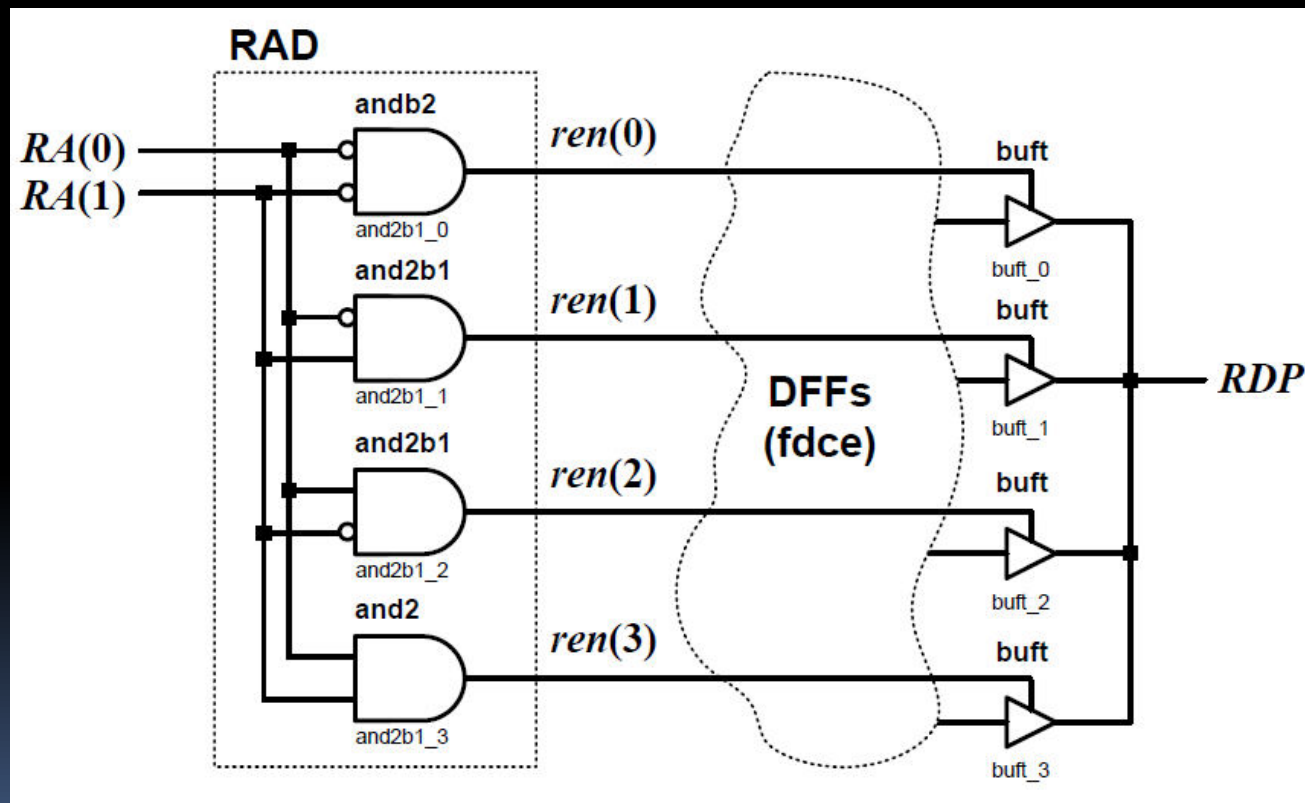 RAD
andb2
RA(0)
ren(0)
buft
RA(1)
and2b1_0
buft_0
and2b1
ren(1)
buft
RDP
and2b1_1
DFFs
(fdce)
buft_1
and2b1
ren(2)
buft
and2b1_2
buft_2
and2
ren(3)
buft
and2b1_3
buft_3